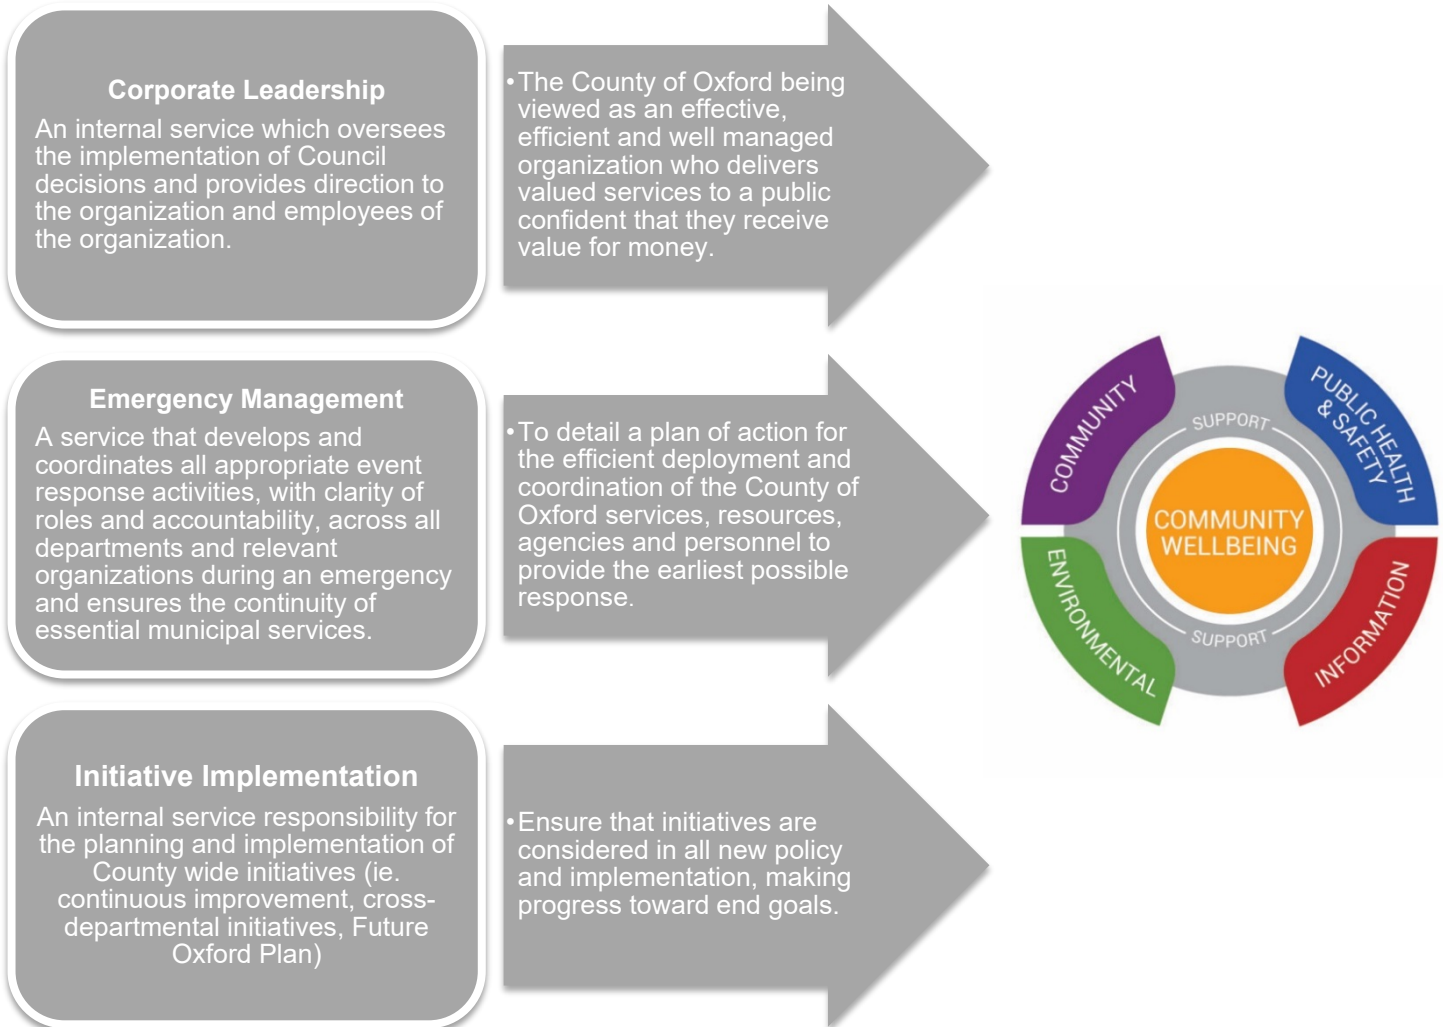 Corporate Leadership
An internal service which oversees
the implementation of Council
decisions and provides direction to
the organization and employees of
the organization.
•The County of Oxford being
viewed as an effective,
efficient and well managed
organization who delivers
valued services to a public
confident that they receive
value for money.
Emergency Management
A service that develops and
coordinates all appropriate event
response activities, with clarity of
roles and accountability, across all
departments and relevant
organizations during an emergency
and ensures the continuity of
essential municipal services.
•To detail a plan of action for
the efficient deployment and
coordination of the County of
Oxford services, resources,
agencies and personnel to
provide the earliest possible
response.
Initiative Implementation
An internal service responsibility for
the planning and implementation of
County wide initiatives (ie.
continuous improvement, cross-
departmental initiatives, Future
Oxford Plan)
•Ensure that initiatives are
considered in all new policy
and implementation, making
progress toward end goals.
COMMUNITY
PUBLIC HEALTH
& SAFETY
SUPPORT
COMMUNITY
WELLBEING
SUPPORT
ENVIRONMENTAL
INFORMATION